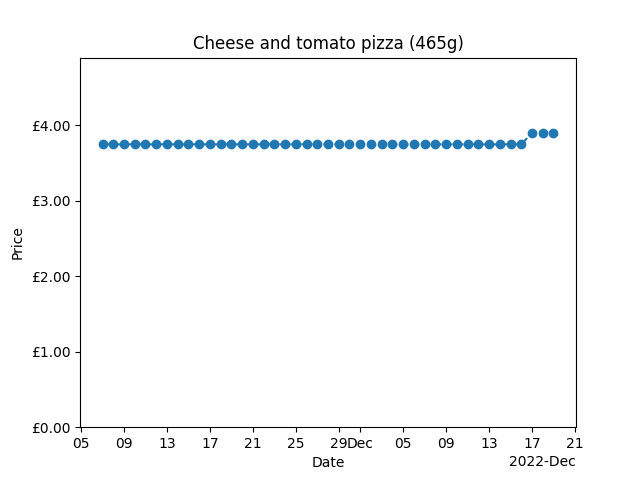 Cheese and tomato pizza (465g)
£4.00
£3.00
£2.00
£1.00
£0.00
Price
05 09 13 17 21 25 29 Dec 05 09 13 17 21
Date
2022-Dec